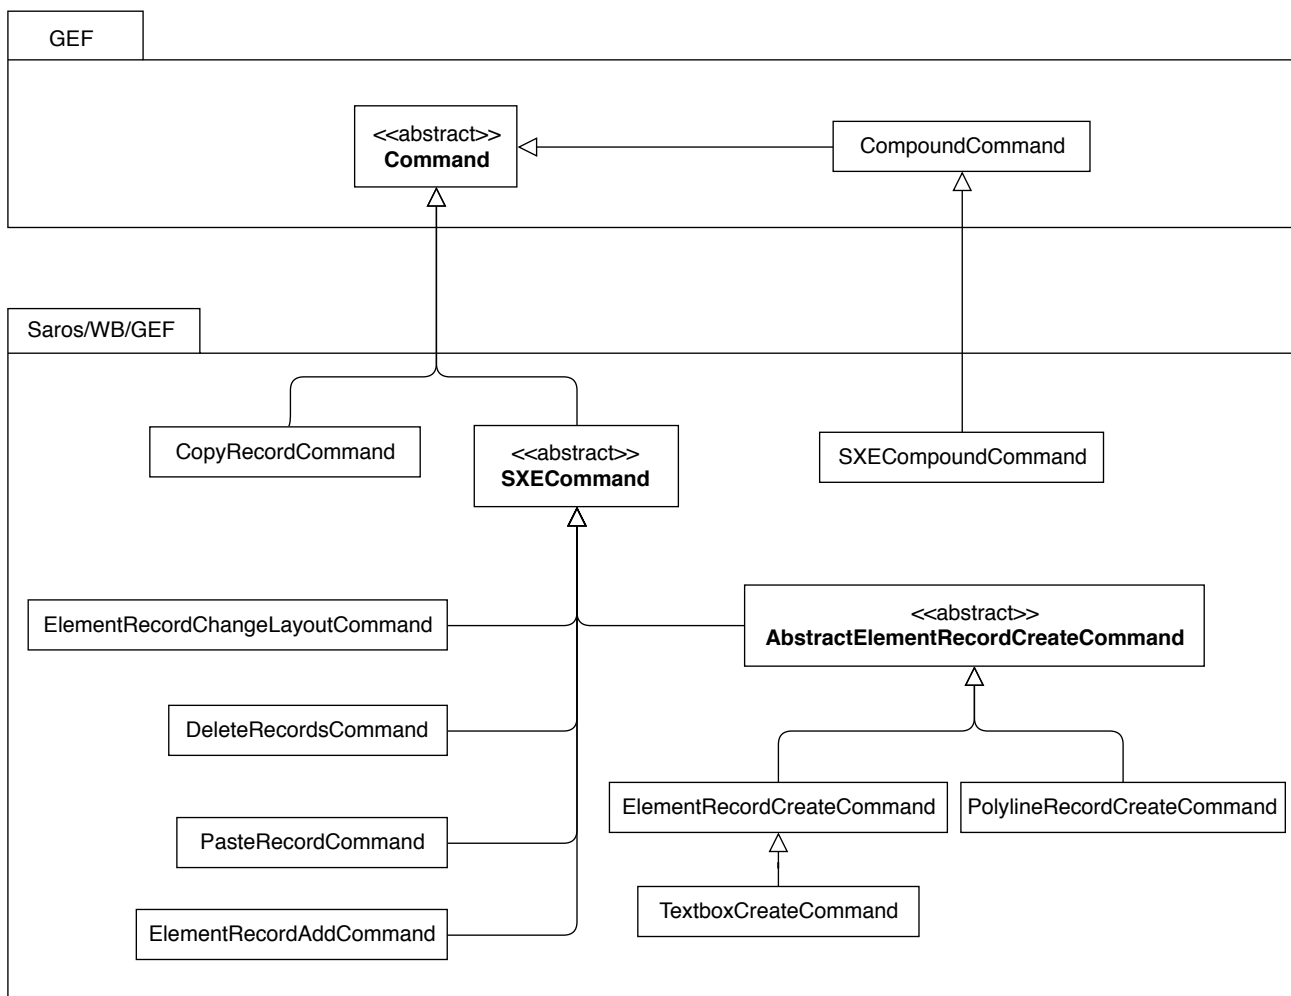 GEF
<<abstract>>
Command
CompoundCommand
Saros/WB/GEF
CopyRecordCommand
<<abstract>>
SXECommand
SXECompoundCommand
ElementRecordChangeLayoutCommand
<<abstract>>
AbstractElementRecordCreateCommand
DeleteRecordsCommand
ElementRecordCreateCommand
PolylineRecordCreateCommand
PasteRecordCommand
TextboxCreateCommand
ElementRecordAddCommand